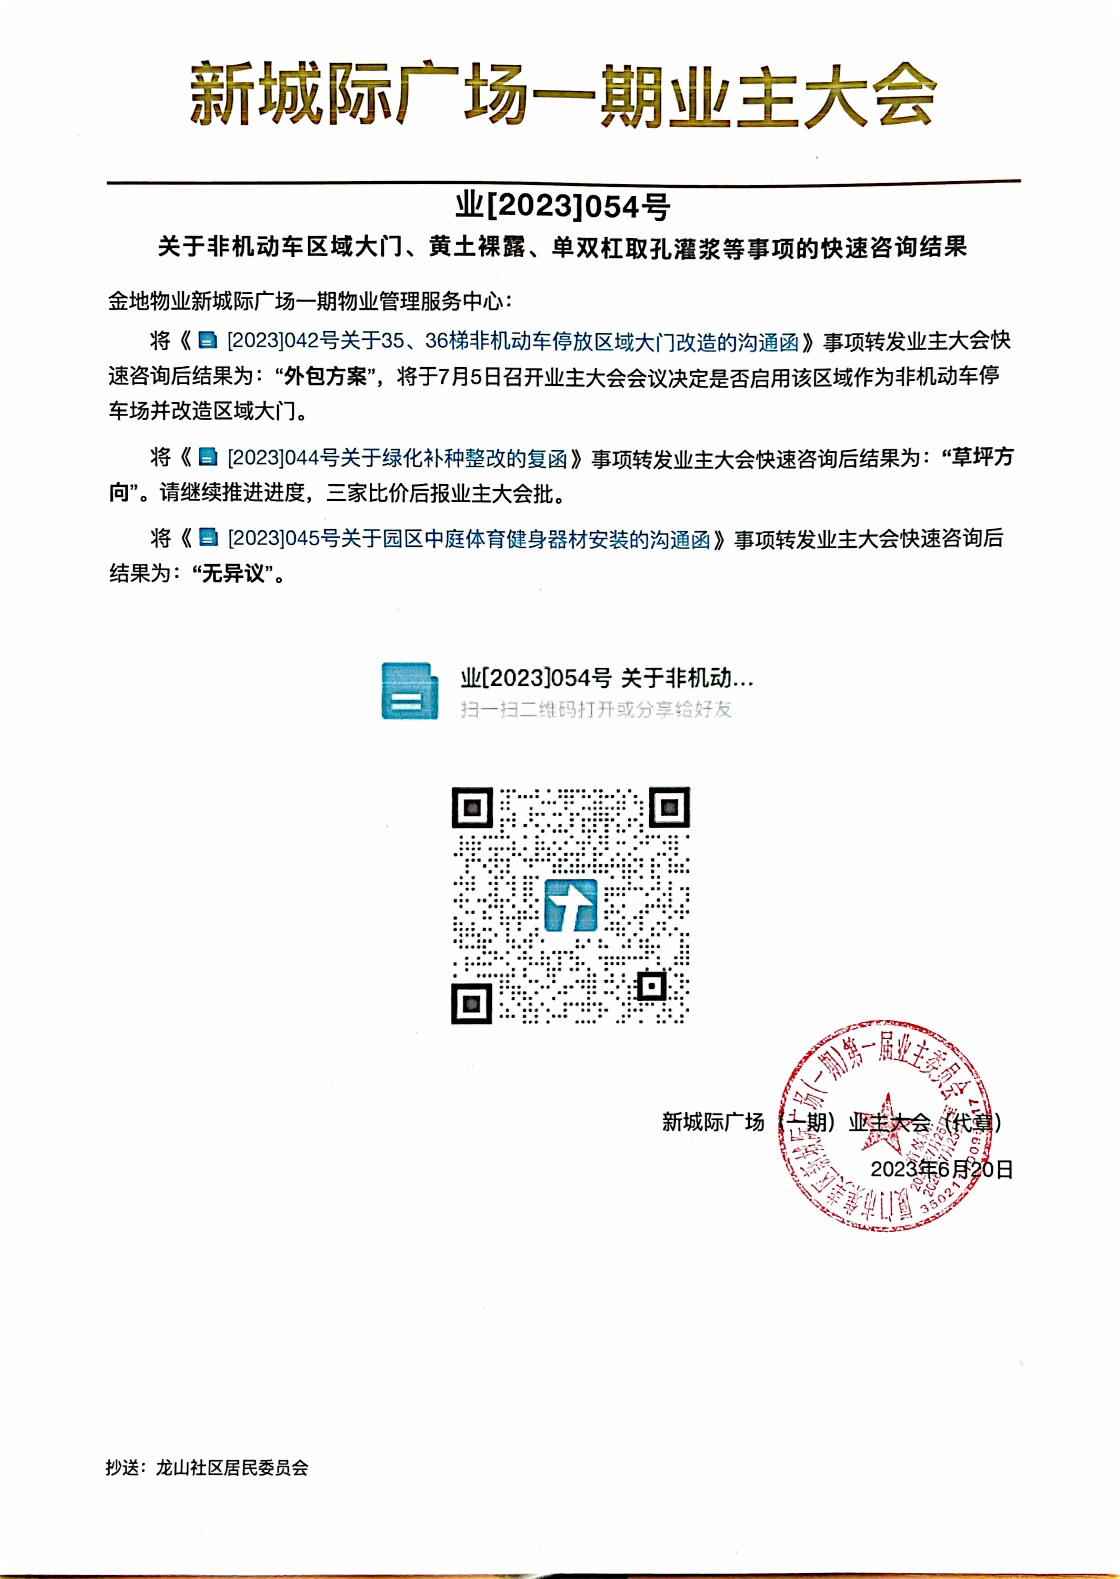 新城际广场一期业主大会
业[2023]054号
关于非机动车区域大门、黄土裸露、单双杠取孔灌浆等事项的快速咨询结果
金地物业新城际广场一期物业管理服务中心：
将《 [2023]042号关于35、36梯非机动车停放区域大门改造的沟通函》事项转发业主大会快
速咨询后结果为：“外包方案”，将于7月5日召开业主大会会议决定是否启用该区域作为非机动车停
车场并改造区域大门。
将《 [2023]044号关于绿化补种整改的复函》事项转发业主大会快速咨询后结果为：“草坪方
向”。请继续推进进度，三家比价后报业主大会批。
将《 [2023]045号关于园区中庭体育健身器材安装的沟通函》事项转发业主大会快速咨询后
结果为：“无异议”。
业[2023]054号 关于非机动...
扫一扫二维码打开或分享给好友
新城际广场（一期）业主大会（代章）
2023年6月20日
厦门市集美区新城际广场(一期)第一届业主委员会
抄送：龙山社区居民委员会